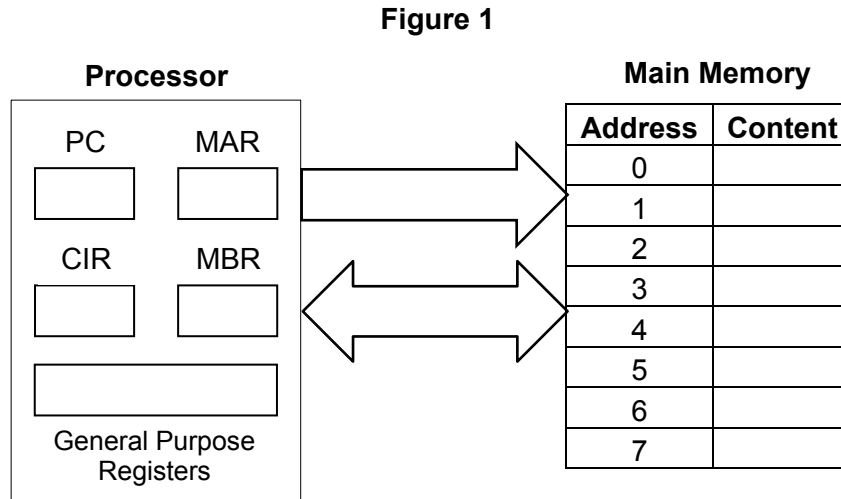 Figure 1
Processor
PC MAR
CIR MBR
General Purpose
Registers
Main Memory
Address Content
0
1
2
3
4
5
6
7